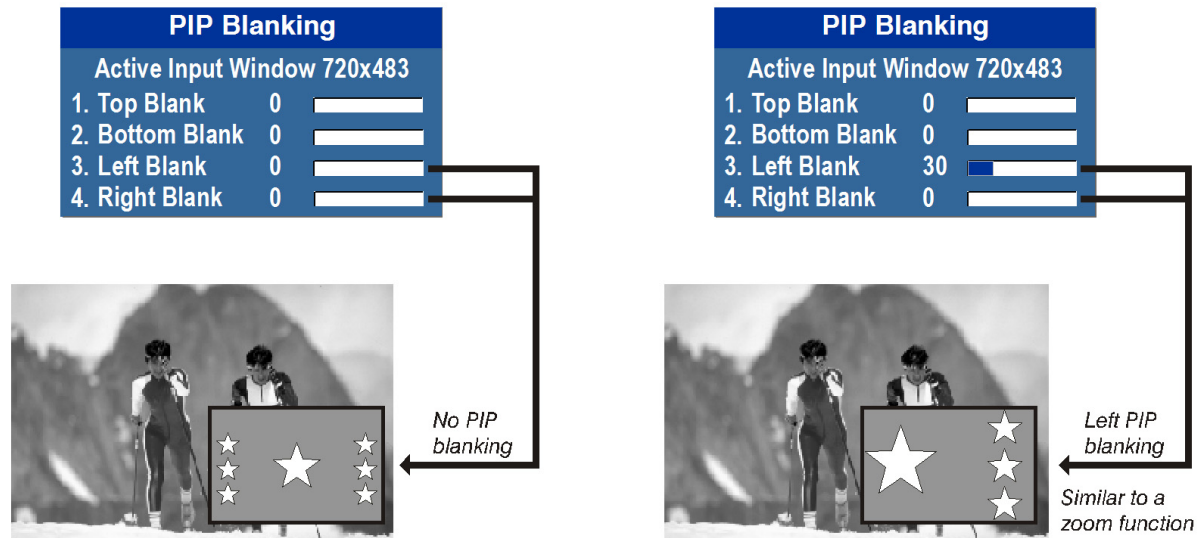 PIP Blanking
Active Input Window 720x483
1. Top Blank 0
2. Bottom Blank 0
3. Left Blank 0
4. Right Blank 0
No PIP
blanking
PIP Blanking
Active Input Window 720x483
1. Top Blank 0
2. Bottom Blank 0
3. Left Blank 30
4. Right Blank 0
Left PIP
blanking
Similar to a
zoom function